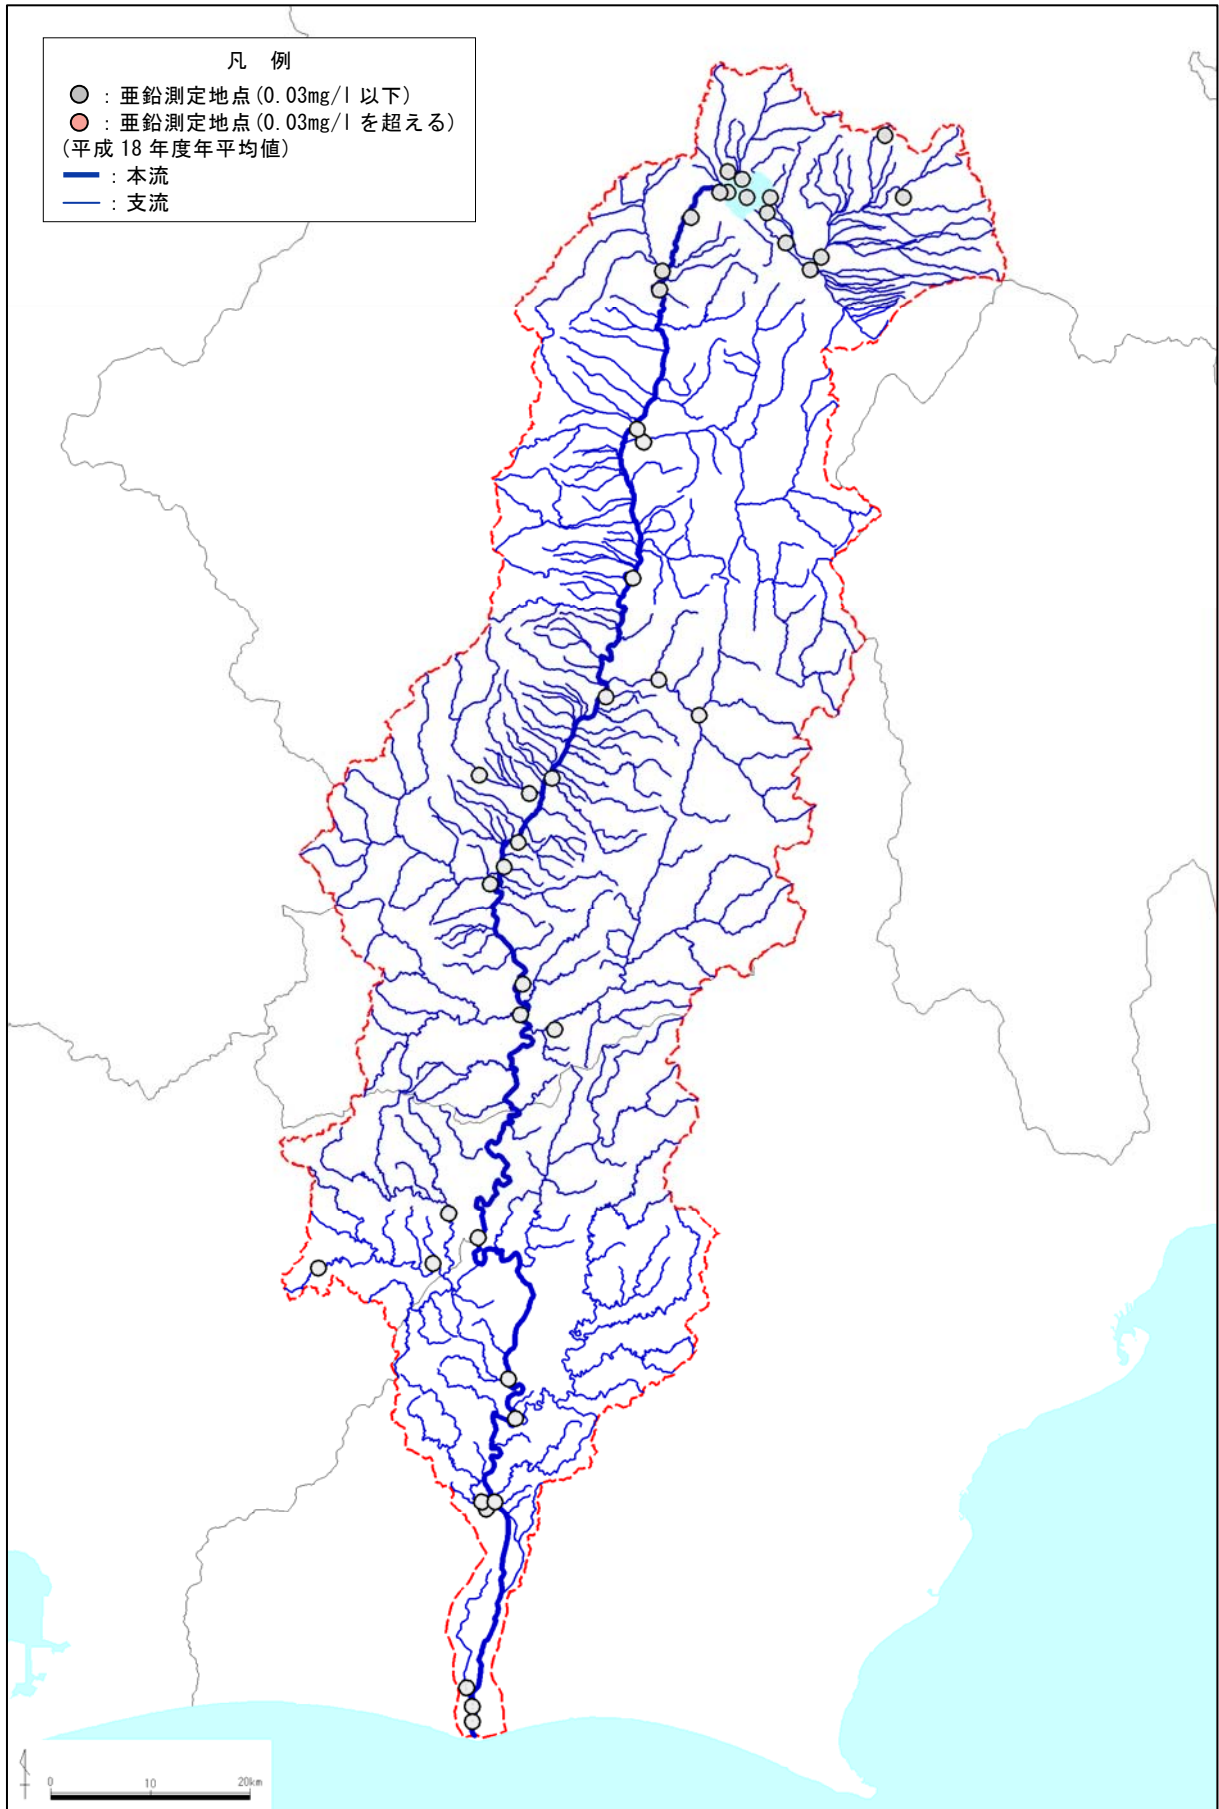 凡 例
：亜鉛測定地点(0.03mg/l 以下)
：亜鉛測定地点(0.03mg/l を超える)
(平成 18 年度年平均値)
：本流
：支流
0 10 20km